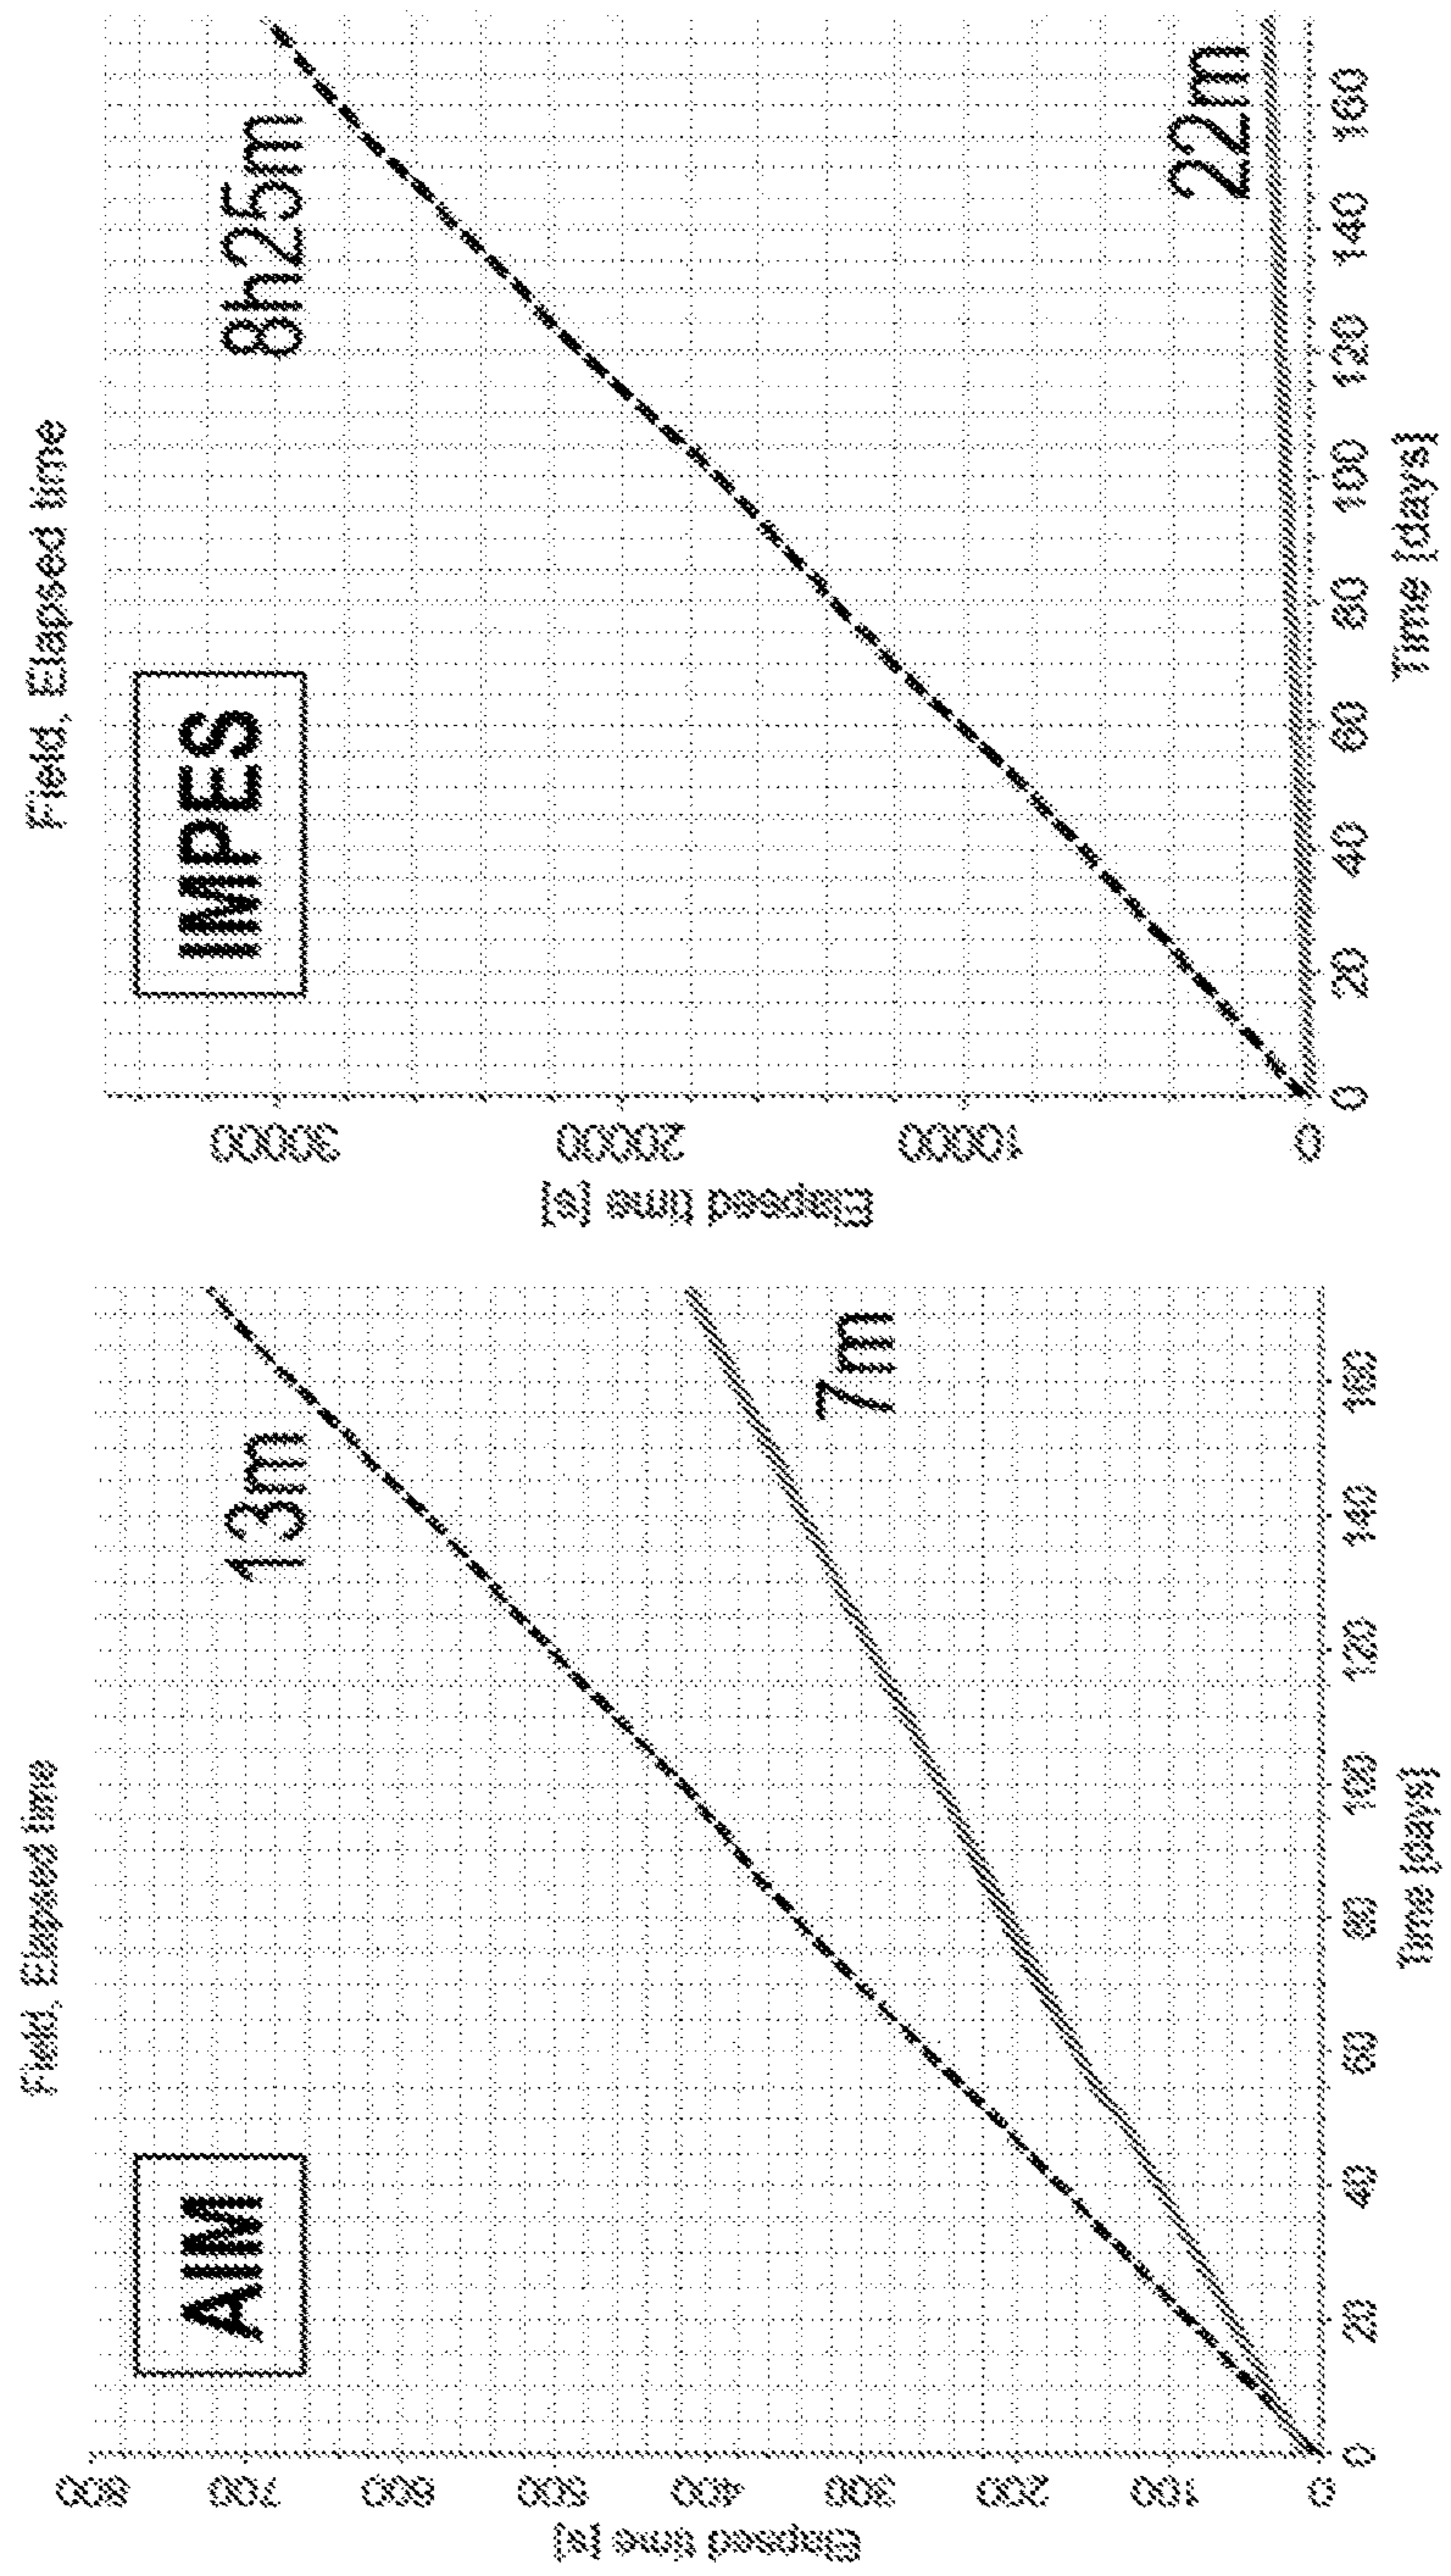 Field, Elapsed time
AIM
13m
7m
Elapsed time [s]
800
700
600
500
400
300
200
100
0
0
20
40
60
80
100
120
140
160
Time [days]
Field, Elapsed time
IMPES
8h25m
22m
Elapsed time [s]
30000
20000
10000
0
0
20
40
60
80
100
120
140
160
Time [days]